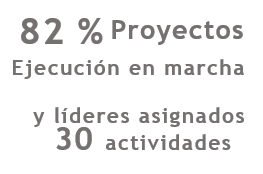 82 % Proyectos
Ejecución en marcha
y líderes asignados
30 actividades